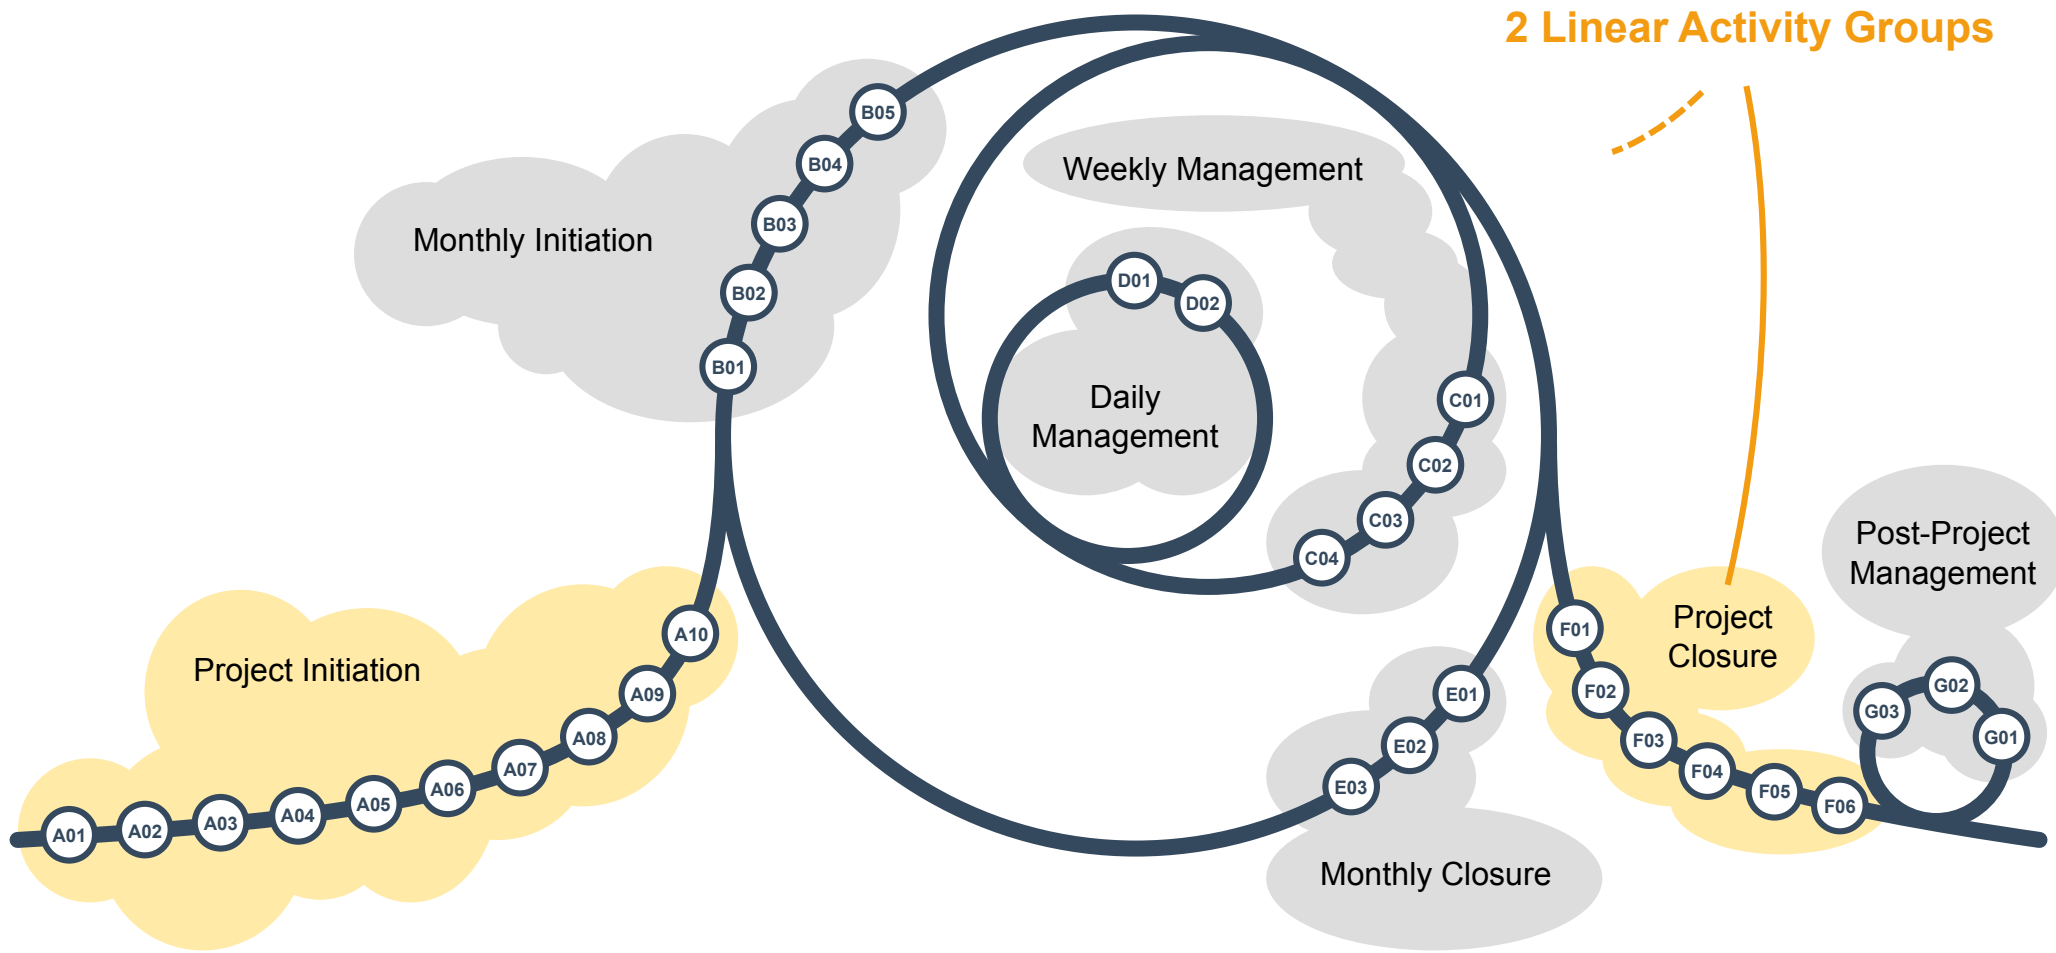 2 Linear Activity Groups
Monthly Initiation
B05
B04
B03
B02
B01
Weekly Management
D01
D02
Daily
Management
C01
C02
C03
C04
Project Initiation
A01
A02
A03
A04
A05
A06
A07
A08
A09
A10
E01
E02
E03
Monthly Closure
Project
Closure
F01
F02
F03
F04
F05
F06
Post-Project
Management
G03
G02
G01